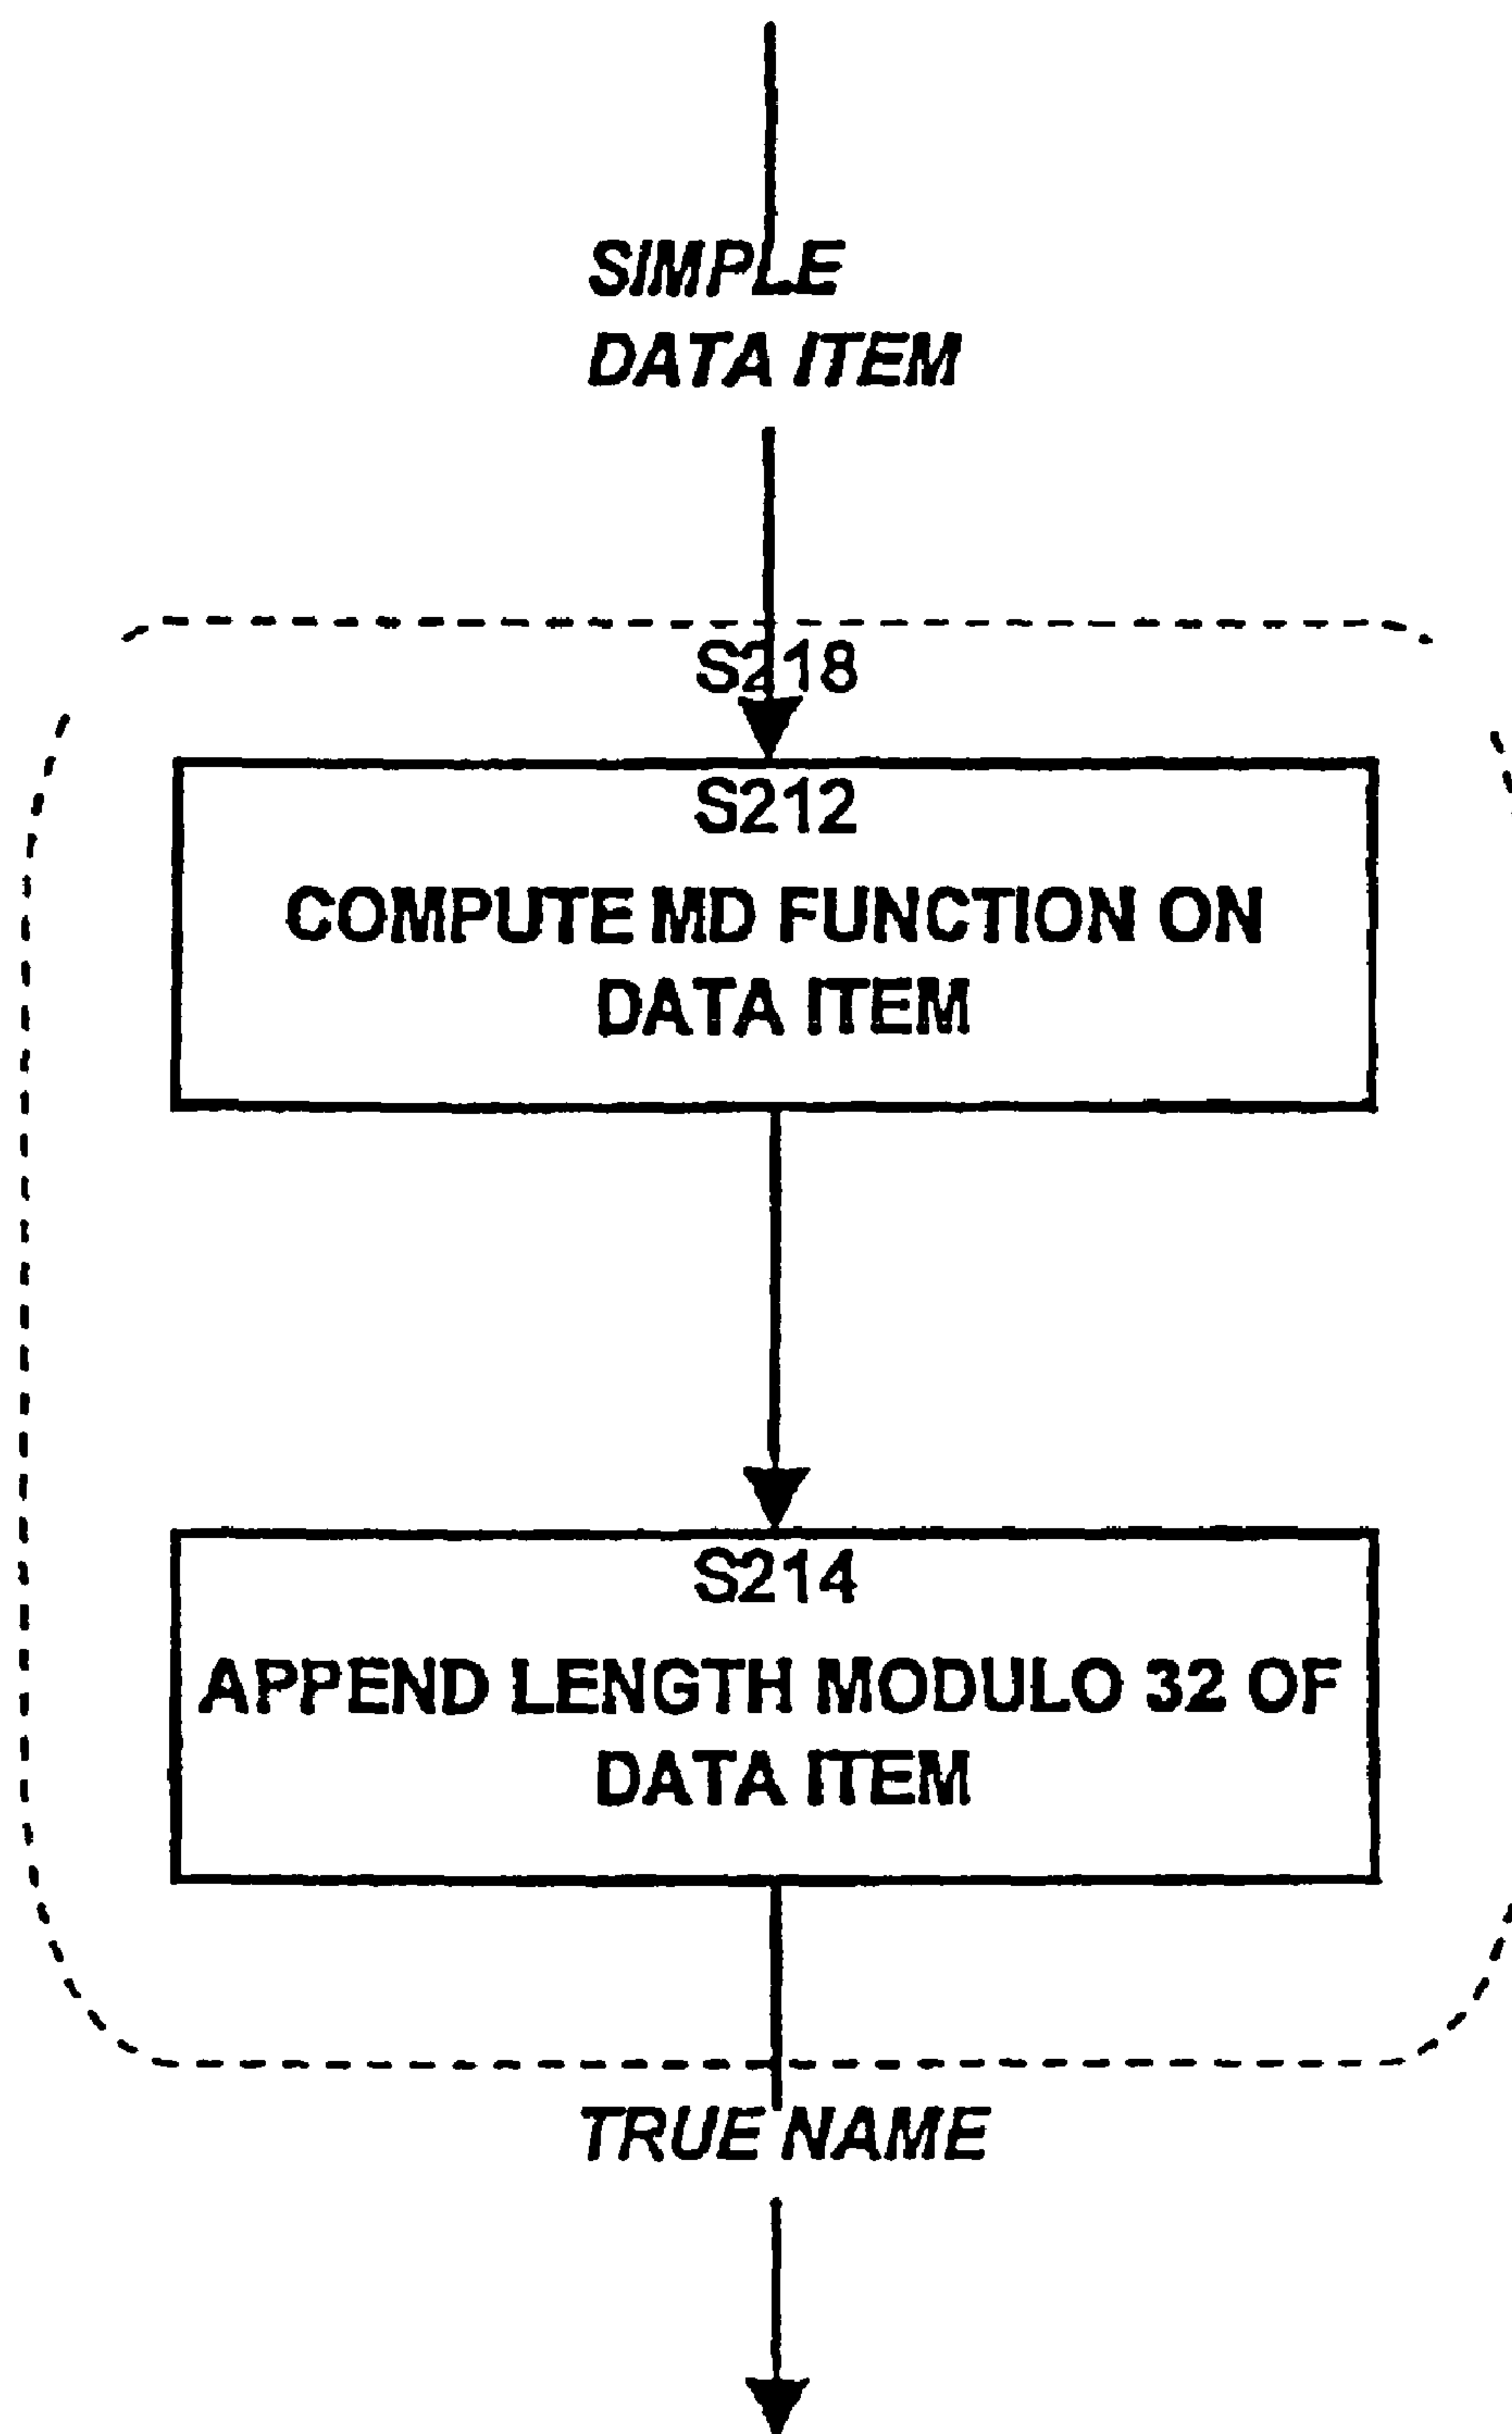 SIMPLE
DATA ITEM
S218
S212
COMPUTE MD FUNCTION ON
DATA ITEM
S214
APPEND LENGTH MODULO 32 OF
DATA ITEM
TRUE NAME